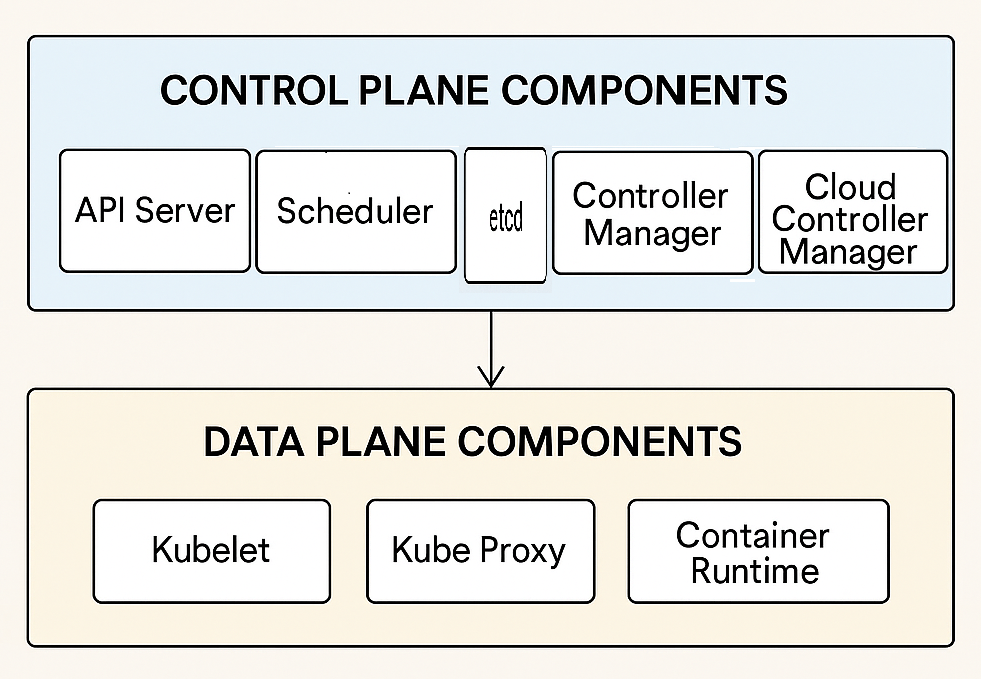 CONTROL PLANE COMPONENTS
API Server
Scheduler
etcd
Controller
Manager
Cloud
Controller
Manager
DATA PLANE COMPONENTS
Kubelet
Kube Proxy
Container
Runtime